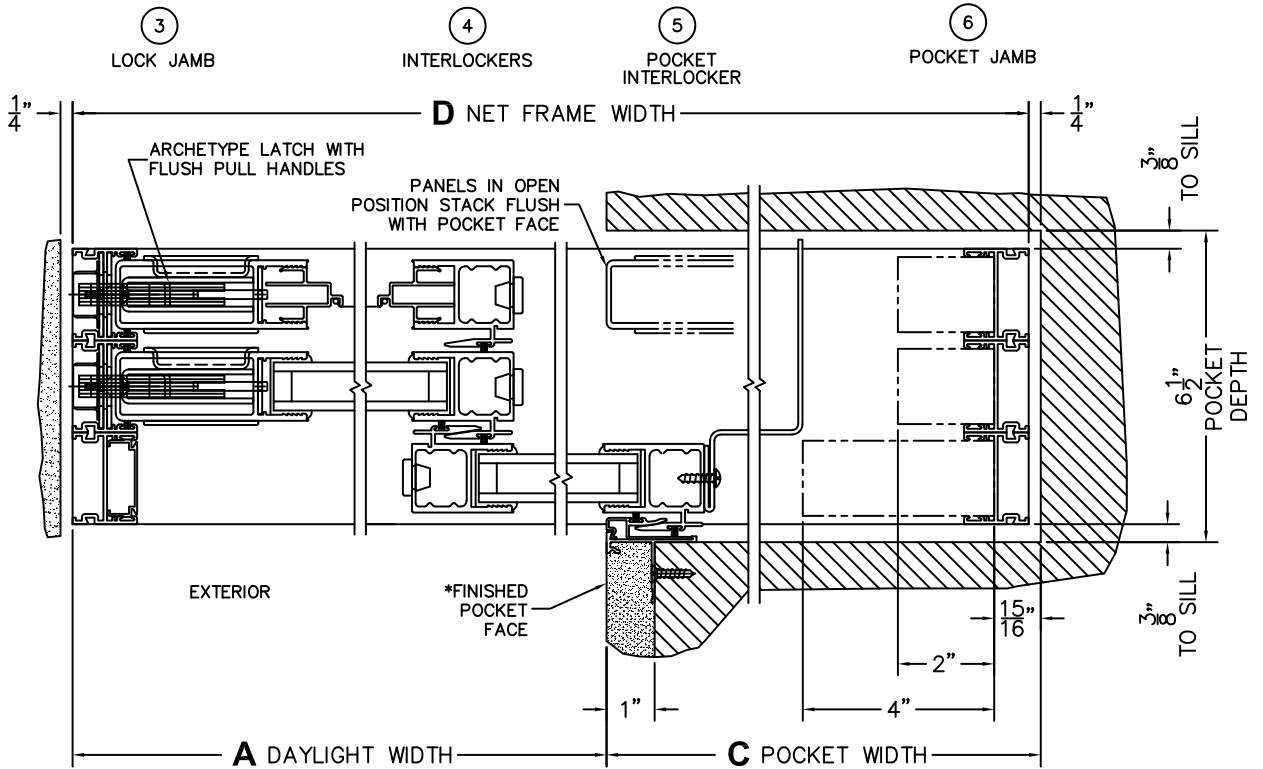 3
LOCK JAMB
4
INTERLOCKERS
5
POCKET
INTERLOCKER
6
POCKET JAMB
1/4"
D NET FRAME WIDTH
1/4"
3/8"
TO SILL
ARCHETYPE LATCH WITH
FLUSH PULL HANDLES
PANELS IN OPEN
POSITION STACK FLUSH
WITH POCKET FACE
6 1/2"
POCKET
DEPTH
EXTERIOR
*FINISHED
POCKET
FACE
15/16"
3/8"
TO SILL
2"
1"
4"
A DAYLIGHT WIDTH
C POCKET WIDTH